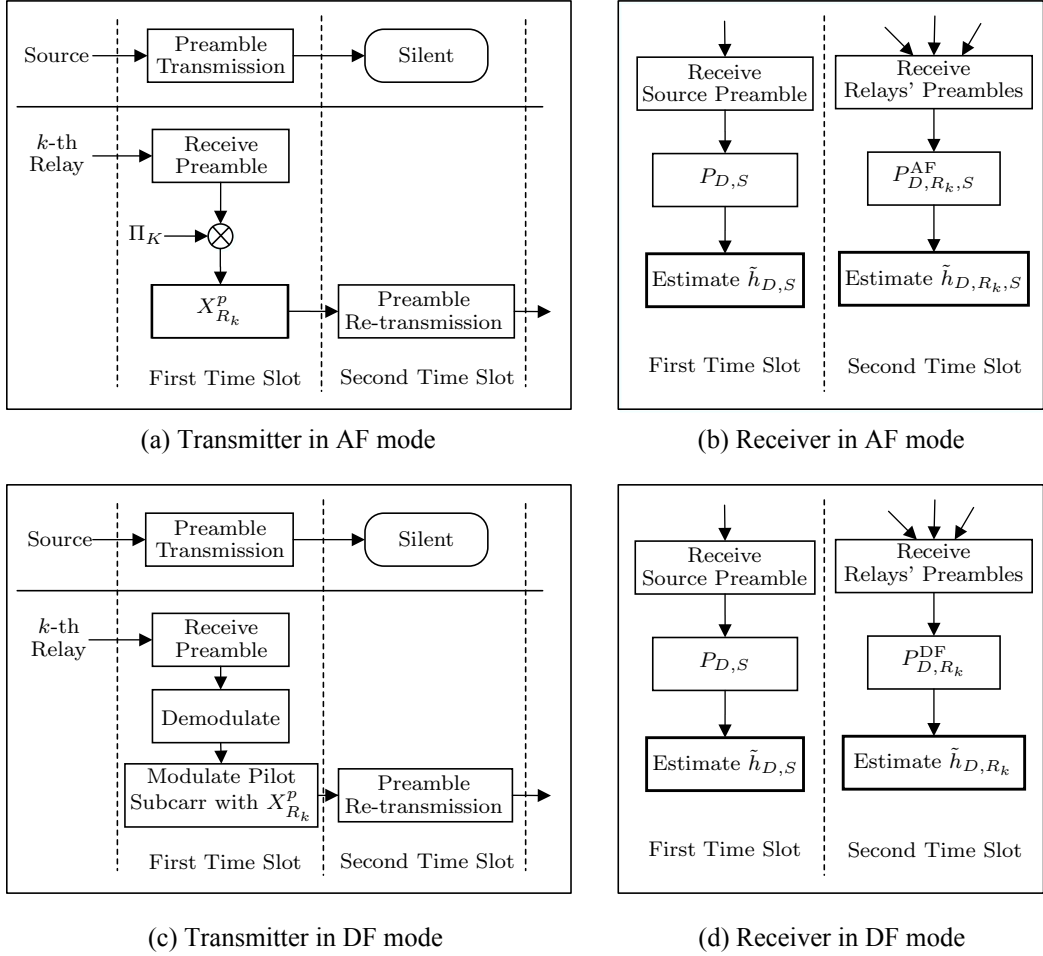 Source
Preamble
Transmission
Silent
k-th
Relay
Receive
Preamble
Π_K
X^p_{R_k}
Preamble
Re-transmission
First Time Slot
Second Time Slot
(a) Transmitter in AF mode
Receive
Source Preamble
Receive
Relays' Preambles
P_{D,S}
P^{AF}_{D,R_k,S}
Estimate h̃_{D,S}
Estimate h̃_{D,R_k,S}
First Time Slot
Second Time Slot
(b) Receiver in AF mode
Source
Preamble
Transmission
Silent
k-th
Relay
Receive
Preamble
Demodulate
Modulate Pilot
Subcarr with X^p_{R_k}
Preamble
Re-transmission
First Time Slot
Second Time Slot
(c) Transmitter in DF mode
Receive
Source Preamble
Receive
Relays' Preambles
P_{D,S}
P^{DF}_{D,R_k}
Estimate h̃_{D,S}
Estimate h̃_{D,R_k}
First Time Slot
Second Time Slot
(d) Receiver in DF mode